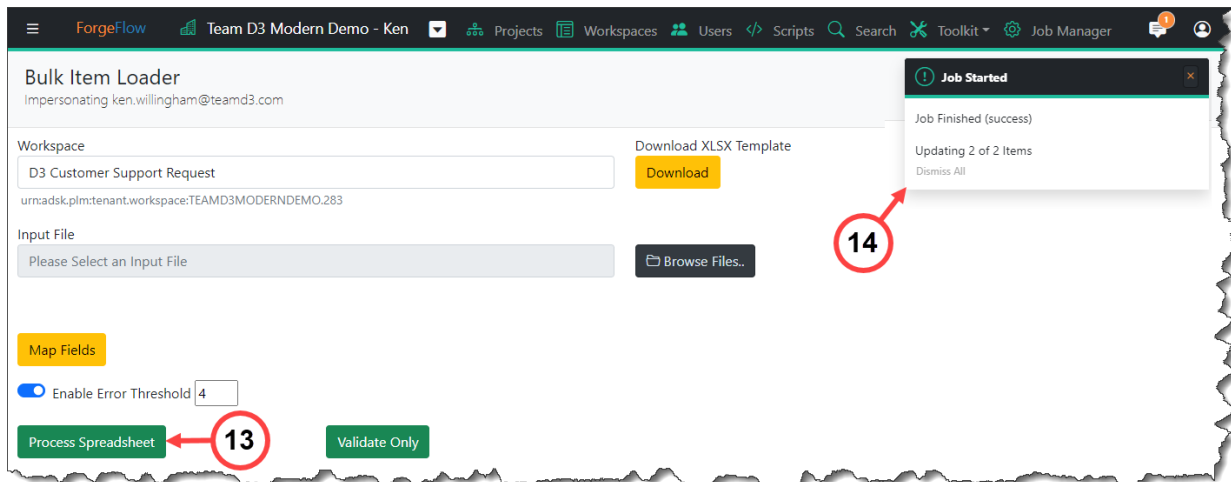 ForgeFlow Team D3 Modern Demo - Ken Projects Workspaces Users </> Scripts Search Toolkit Job Manager 1
Bulk Item Loader
Impersonating ken.willingham@teamd3.com
Job Started ×
Job Finished (success)
Updating 2 of 2 Items
Dismiss All
14
Workspace
D3 Customer Support Request
urn:adsk.plm:tenant.workspace:TEAMD3MODERNDEMO.283
Download XLSX Template
Download
Input File
Please Select an Input File
Browse Files..
Map Fields
Enable Error Threshold 4
Process Spreadsheet
13
Validate Only